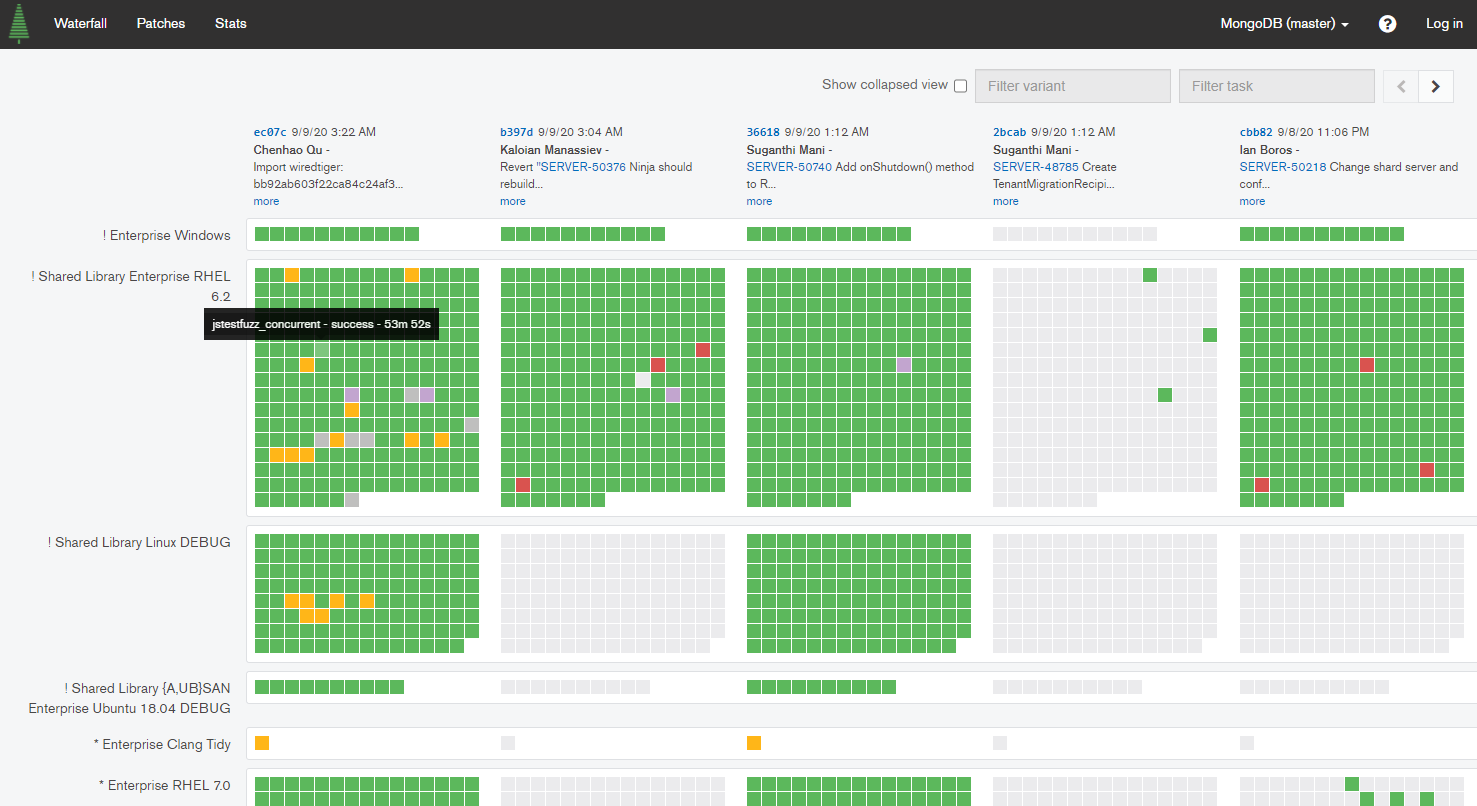 Waterfall Patches Stats MongoDB (master) ? Log in
Show collapsed view Filter variant Filter task
ec07c 9/9/20 3:22 AM
Chenhao Qu -
Import wiredtiger:
bb92ab603f22ca84c24af3...
more
b397d 9/9/20 3:04 AM
Kaloian Manassiev -
Revert "SERVER-50376 Ninja should
rebuild...
more
36618 9/9/20 1:12 AM
Suganthi Mani -
SERVER-50740 Add onShutdown() method
to R...
more
2bcab 9/9/20 1:12 AM
Suganthi Mani -
SERVER-48785 Create
TenantMigrationRecipi...
more
cbb82 9/8/20 11:06 PM
Ian Boros -
SERVER-50218 Change shard server and
conf...
more
! Enterprise Windows
! Shared Library Enterprise RHEL
6.2
jstestfuzz_concurrent - success - 53m 52s
! Shared Library Linux DEBUG
! Shared Library {A,UB}SAN
Enterprise Ubuntu 18.04 DEBUG
* Enterprise Clang Tidy
* Enterprise RHEL 7.0